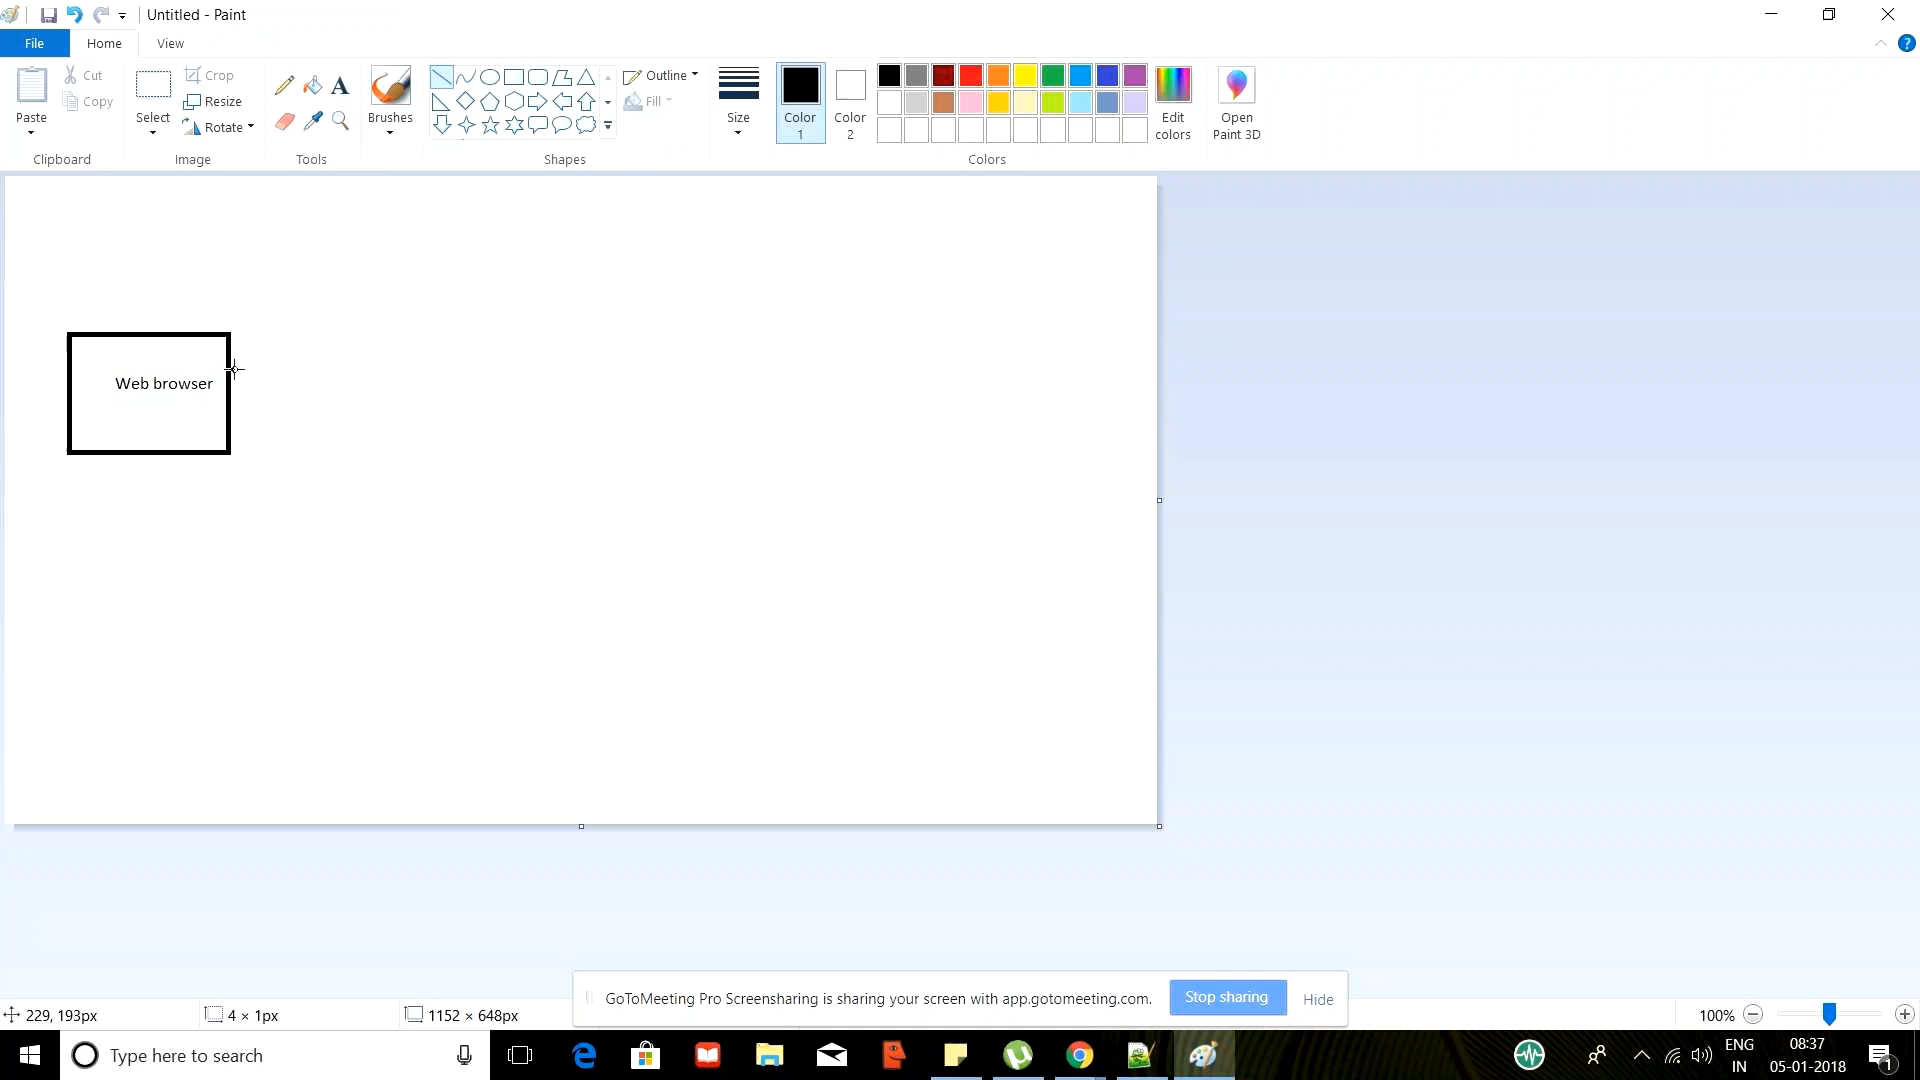 Untitled - Paint
File Home View
Paste
Cut
Copy
Clipboard
Select
Crop
Resize
Rotate
Image
A
Tools
Brushes
Shapes
Outline
Fill
Size
Color 1
Color 2
Colors
Edit colors
Open Paint 3D
?
Web browser
GoToMeeting Pro Screensharing is sharing your screen with app.gotomeeting.com. Stop sharing Hide
229, 193px 4 × 1px 1152 × 648px 100%
Type here to search
ENG IN
08:37
05-01-2018
1